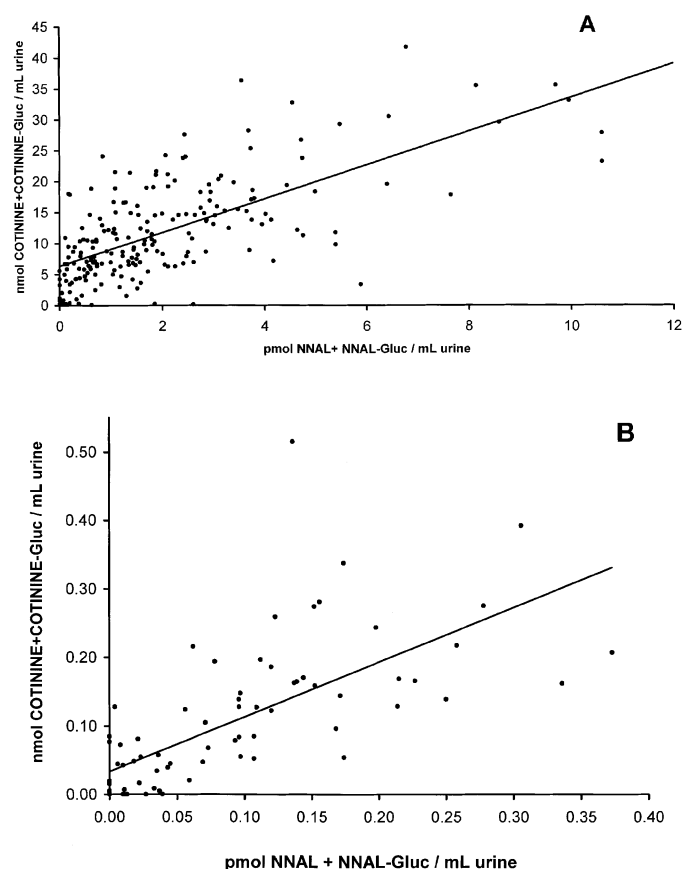 A
nmol COTININE+COTININE-Gluc / mL urine
45
40
35
30
25
20
15
10
5
0
0 2 4 6 8 10 12
pmol NNAL+ NNAL-Gluc / mL urine
B
nmol COTININE+COTININE-Gluc / mL urine
0.50
0.40
0.30
0.20
0.10
0.00
0.00 0.05 0.10 0.15 0.20 0.25 0.30 0.35 0.40
pmol NNAL + NNAL-Gluc / mL urine